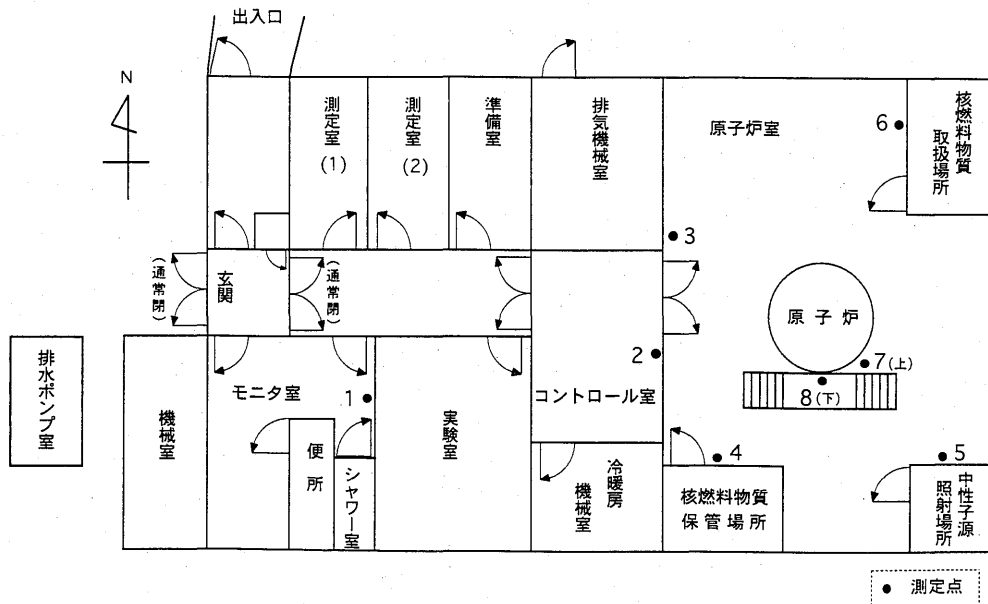 出入口
N
測定室
(1)
測定室
(2)
準備室
排気機械室
原子炉室
6
核燃料物質
取扱場所
3
(通常閉)
玄関
(通常閉)
原子炉
排水ポンプ室
モニタ室
1
2
コントロール室
7(上)
8(下)
機械室
便所
シャワー室
実験室
冷暖房
機械室
4
核燃料物質
保管場所
5
中性子源
照射場所
測定点